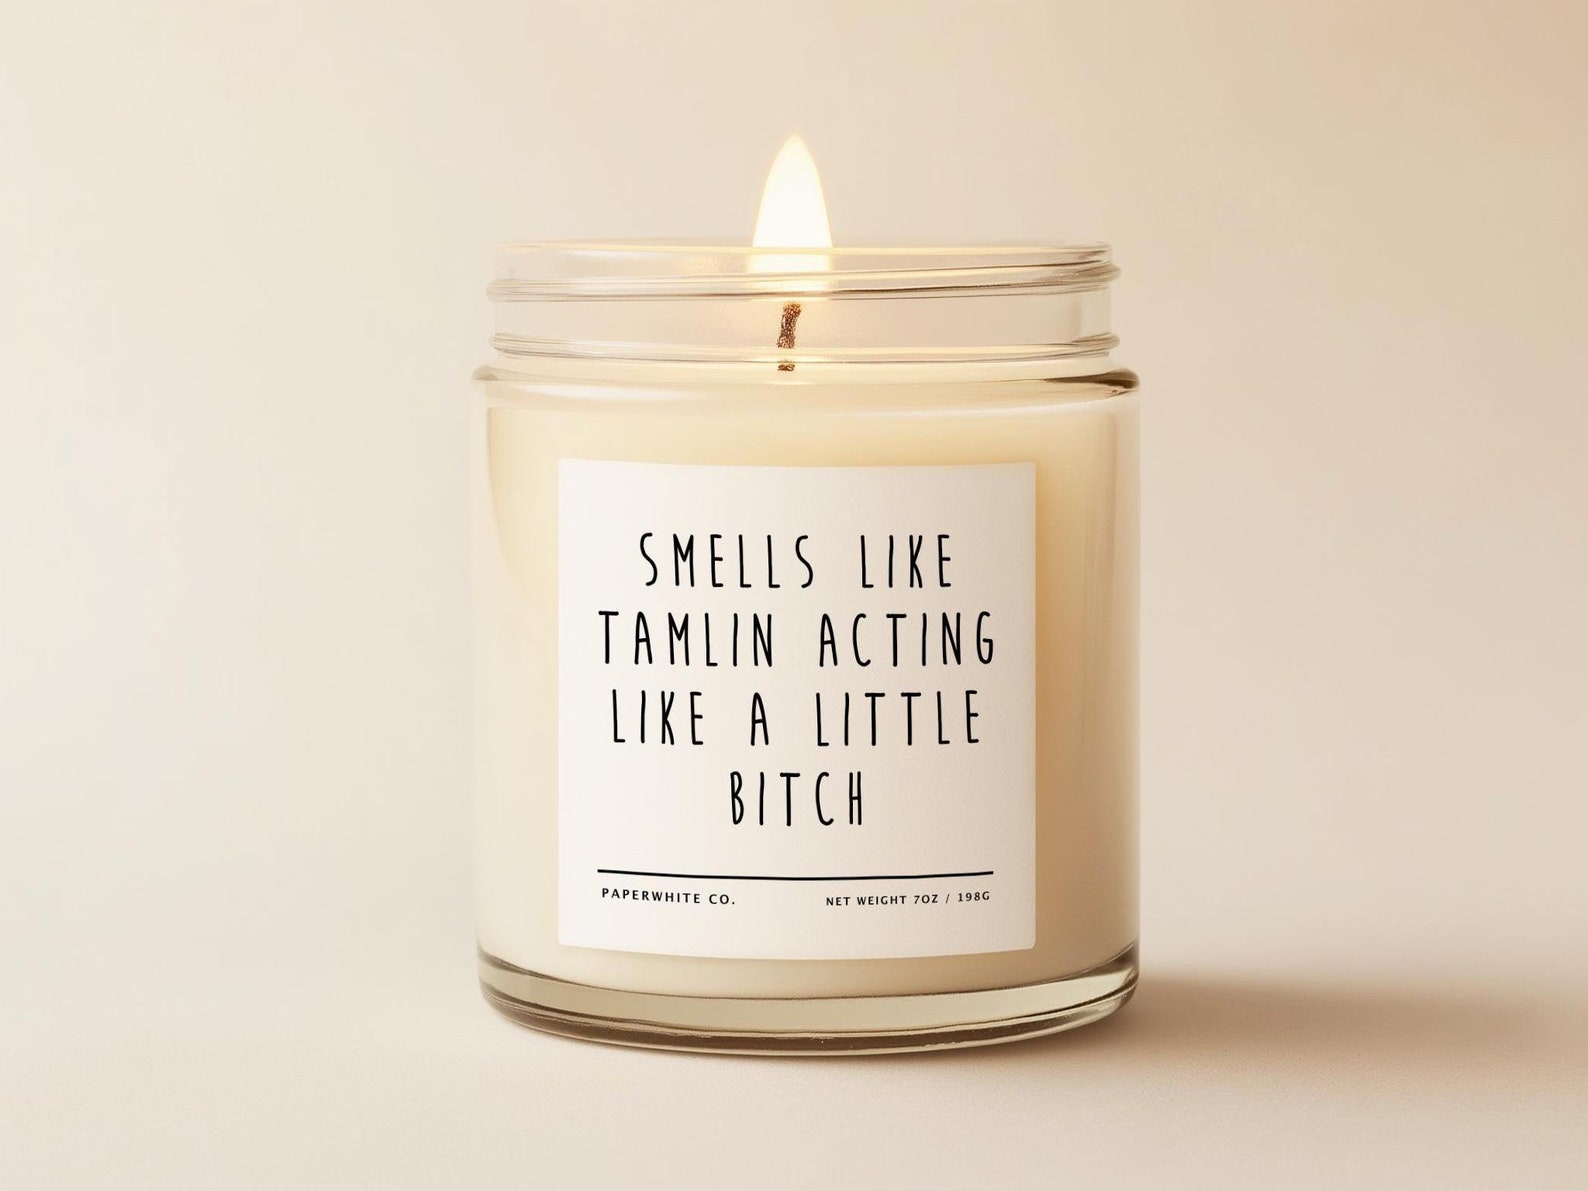 SMELLS LIKE
TAMLIN ACTING
LIKE A LITTLE
BITCH
PAPERWHITE CO.
NET WEIGHT 7OZ / 198G